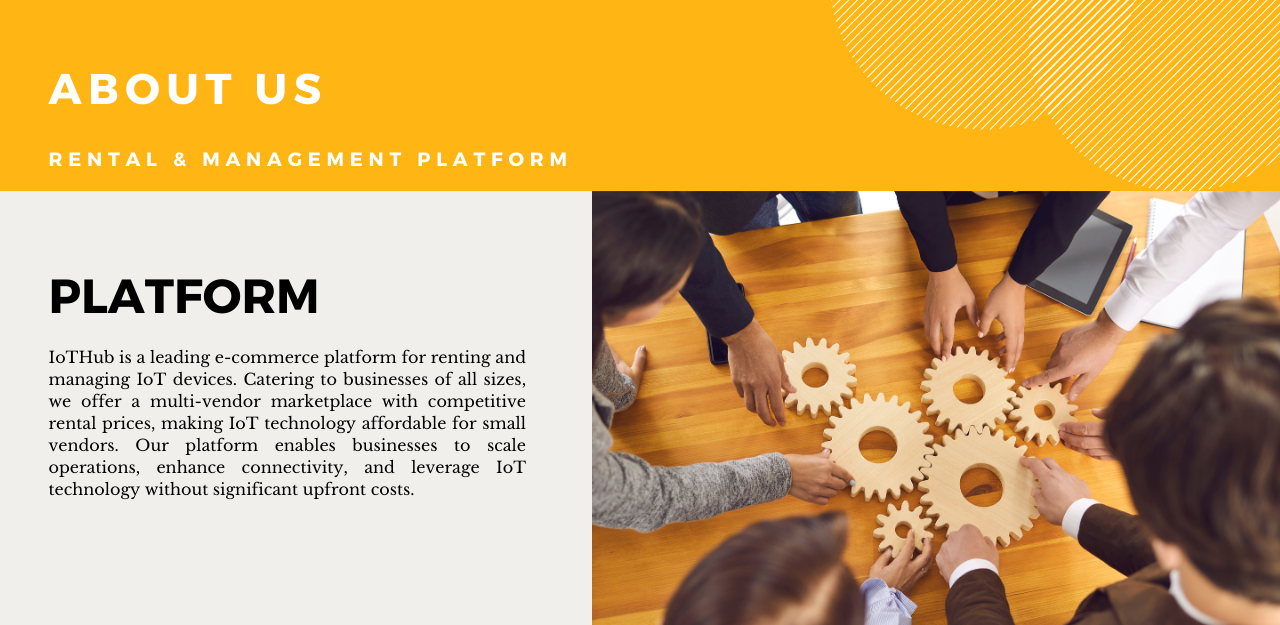 ABOUT US
RENTAL & MANAGEMENT PLATFORM
PLATFORM
IoTHub is a leading e-commerce platform for renting and
managing IoT devices. Catering to businesses of all sizes,
we offer a multi-vendor marketplace with competitive
rental prices, making IoT technology affordable for small
vendors. Our platform enables businesses to scale
operations, enhance connectivity, and leverage IoT
technology without significant upfront costs.